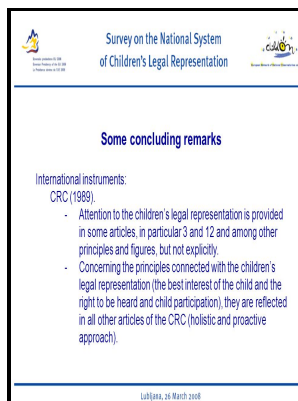 Survey on the National System
of Children's Legal Representation
Some concluding remarks
International instruments:
CRC (1989).
- Attention to the children's legal representation is provided
in some articles, in particular 3 and 12 and among other
principles and figures, but not explicitly.
- Concerning the principles connected with the children's
legal representation (the best interest of the child and the
right to be heard and child participation), they are reflected
in all other articles of the CRC (holistic and proactive
approach).
Lubljana, 26 March 2008